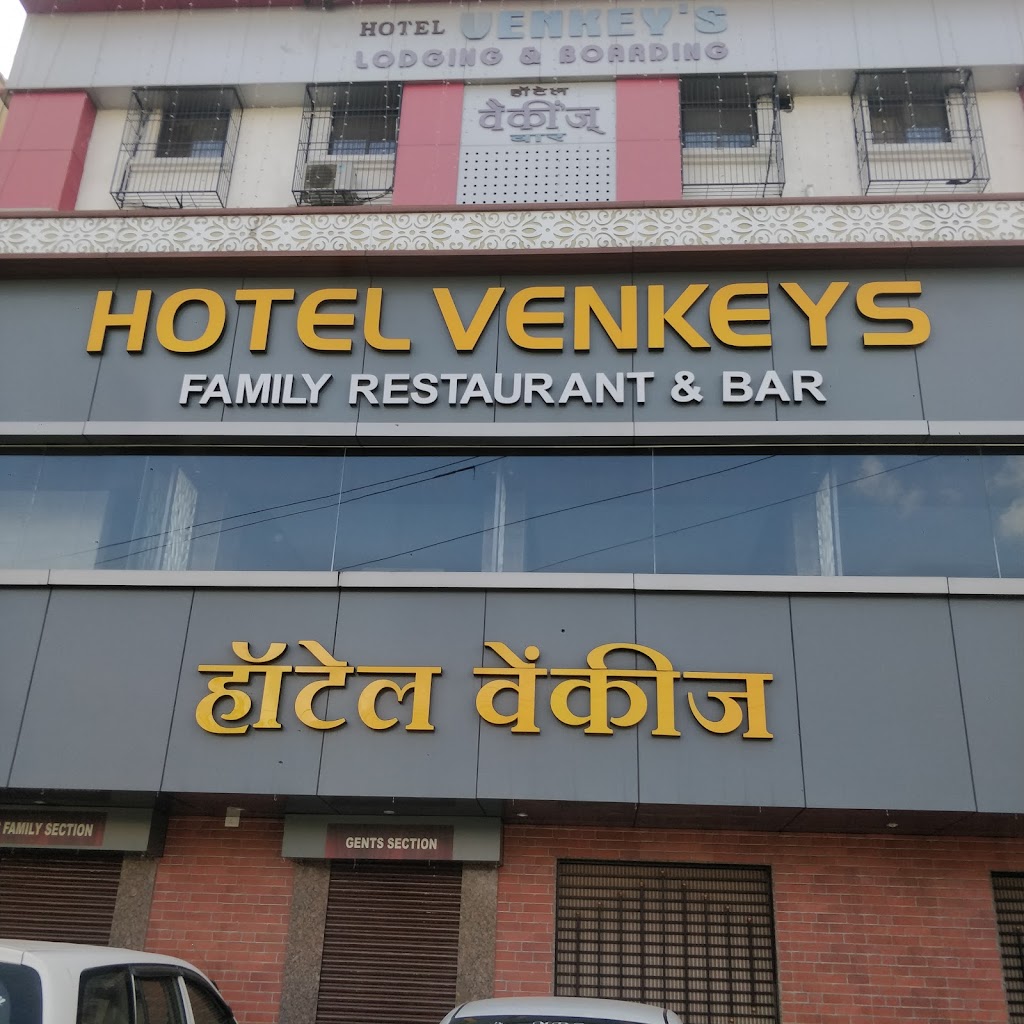 HOTEL VENKEY'S
LODGING & BOARDING
हॉटेल
वेंकीज्
बार
HOTEL VENKEYS
FAMILY RESTAURANT & BAR
हॉटेल वेंकीज
FAMILY SECTION
GENTS SECTION